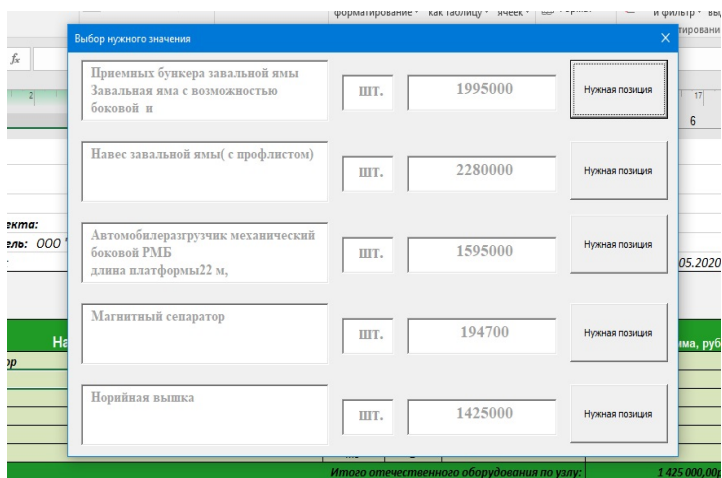 форматирование ▾ как таблицу ▾ ячеек ▾
и фильтр ▾
Выбор нужного значения
X
fx
2
17
6
Приемных бункера завальной ямы
Завальная яма с возможностью
боковой и
шт.
1995000
Нужная позиция
Навес завальной ямы( с профлистом)
шт.
2280000
Нужная позиция
екта:
ель: ООО "
Автомобилеразгрузчик механический
боковой РМБ
длина платформы22 м,
шт.
1595000
Нужная позиция
05.2020
Магнитный сепаратор
шт.
194700
Нужная позиция
На
мма, руб
ор
Норийная вышка
шт.
1425000
Нужная позиция
Итого отечественного оборудования по узлу:
1 425 000,00р